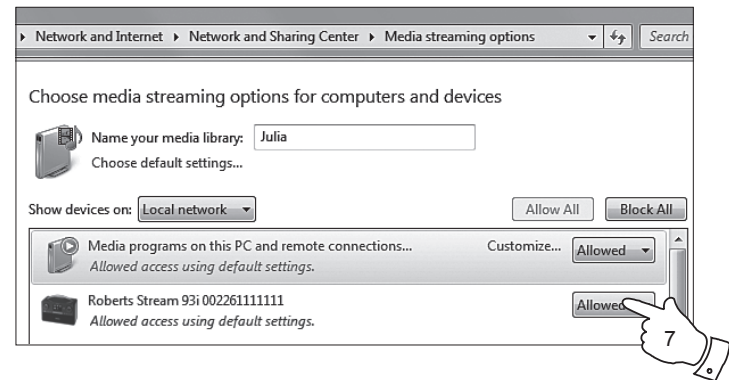 Network and Internet ▸ Network and Sharing Center ▸ Media streaming options Search
Choose media streaming options for computers and devices
Name your media library: Julia
Choose default settings...
Show devices on: Local network Allow All Block All
Media programs on this PC and remote connections... Customize... Allowed
Allowed access using default settings.
Roberts Stream 93i 002261111111 Allowed
Allowed access using default settings.
7